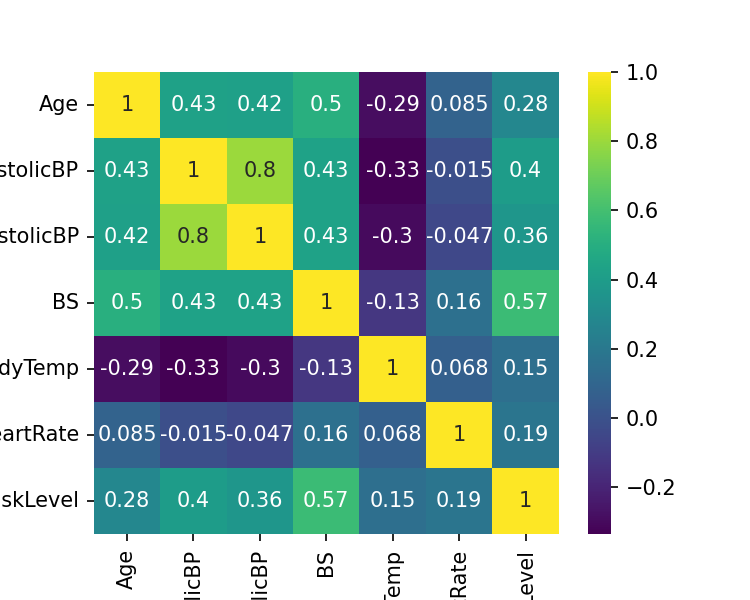 1.0
Age 1 0.43 0.42 0.5 -0.29 0.085 0.28
0.8
stolicBP 0.43 1 0.8 0.43 -0.33 -0.015 0.4
0.6
stolicBP 0.42 0.8 1 0.43 -0.3 -0.047 0.36
0.4
BS 0.5 0.43 0.43 1 -0.13 0.16 0.57
0.2
dyTemp -0.29 -0.33 -0.3 -0.13 1 0.068 0.15
0.0
eartRate 0.085 -0.015 -0.047 0.16 0.068 1 0.19
−0.2
skLevel 0.28 0.4 0.36 0.57 0.15 0.19 1
Age licBP licBP BS Temp Rate Level